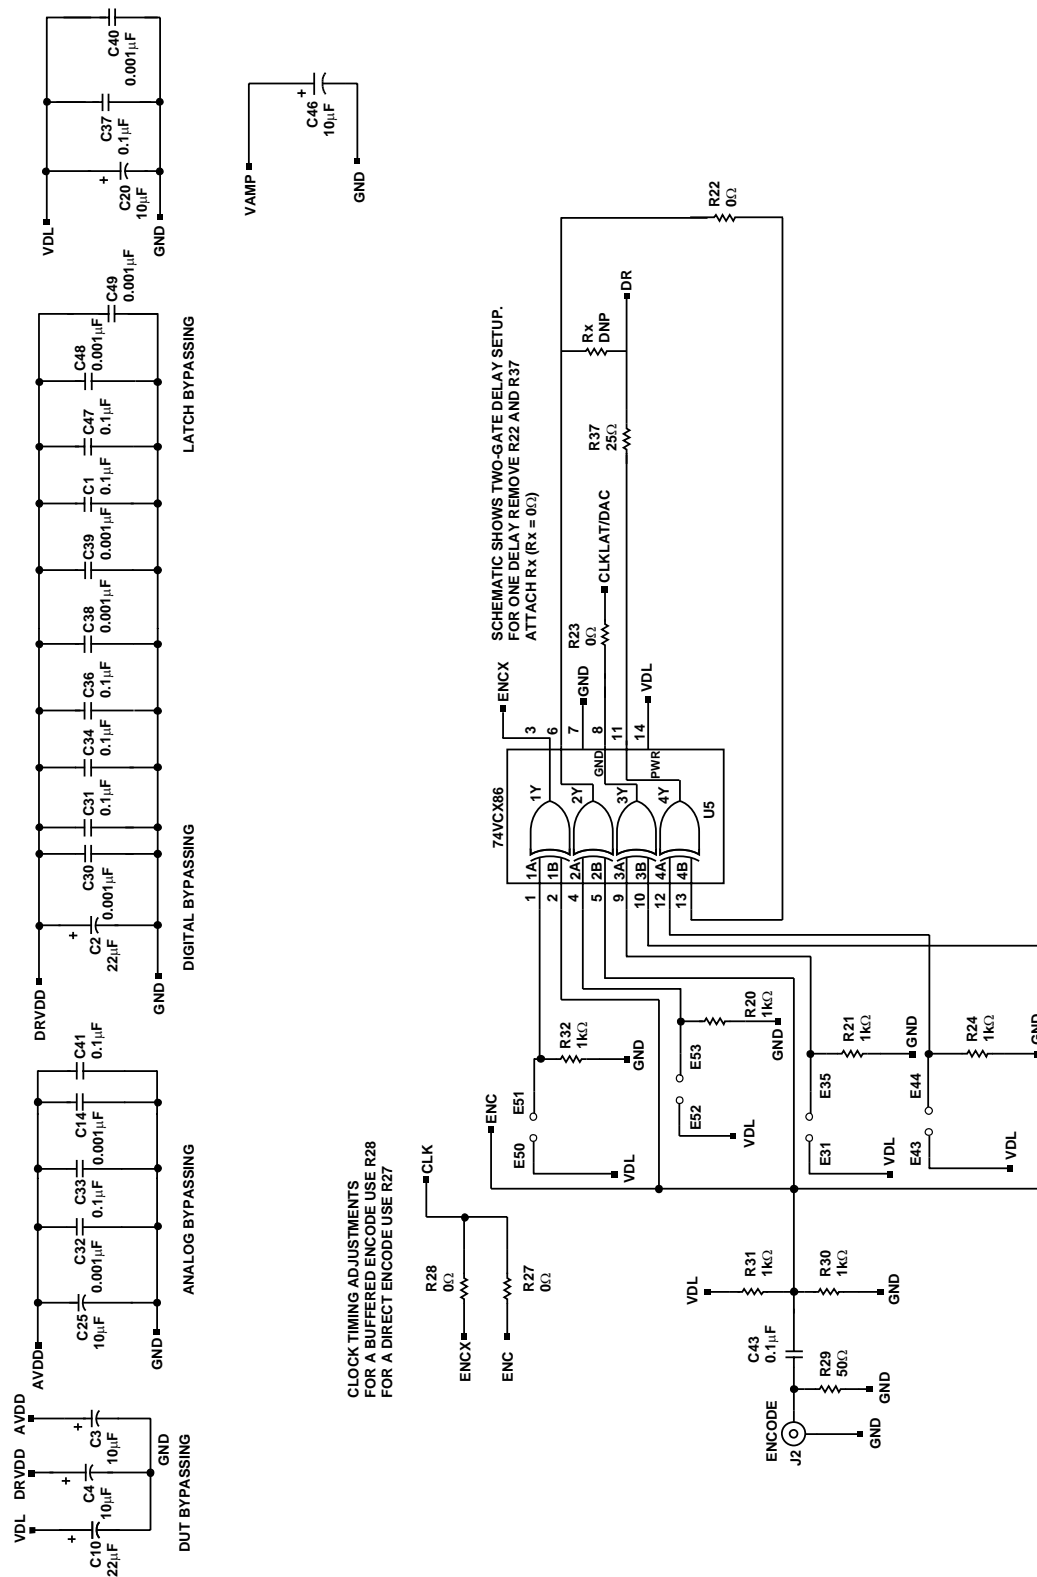 VDL
DRVDD
AVDD
C10
22μF
C4
10μF
C3
10μF
GND
DUT BYPASSING
AVDD
GND
C25
10μF
C32
0.001μF
C33
0.1μF
C14
0.001μF
C41
0.1μF
ANALOG BYPASSING
DRVDD
GND
C2
22μF
C30
0.001μF
C31
0.1μF
C34
0.1μF
C36
0.1μF
C38
0.001μF
C39
0.001μF
C1
0.1μF
C47
0.1μF
C48
0.001μF
C49
0.001μF
DIGITAL BYPASSING
LATCH BYPASSING
VDL
GND
C20
10μF
C37
0.1μF
C40
0.001μF
VAMP
GND
C46
10μF
CLOCK TIMING ADJUSTMENTS
FOR A BUFFERED ENCODE USE R28
FOR A DIRECT ENCODE USE R27
ENCX
R28
0Ω
CLK
ENC
R27
0Ω
SCHEMATIC SHOWS TWO-GATE DELAY SETUP.
FOR ONE DELAY REMOVE R22 AND R37
ATTACH Rx (Rx = 0Ω)
ENCODE
J2
GND
R29
50Ω
GND
C43
0.1μF
VDL
R31
1kΩ
R30
1kΩ
GND
ENC
E50
E51
VDL
R32
1kΩ
GND
E52
E53
VDL
R20
1kΩ
GND
E31
E35
VDL
R21
1kΩ
GND
E43
E44
VDL
R24
1kΩ
GND
74VCX86
U5
1
2
4
5
9
10
12
13
1A
1B
2A
2B
3A
3B
4A
4B
1Y
2Y
3Y
4Y
GND
PWR
3
6
7
8
11
14
ENCX
GND
VDL
R23
0Ω
CLKLAT/DAC
R37
25Ω
Rx
DNP
DR
R22
0Ω